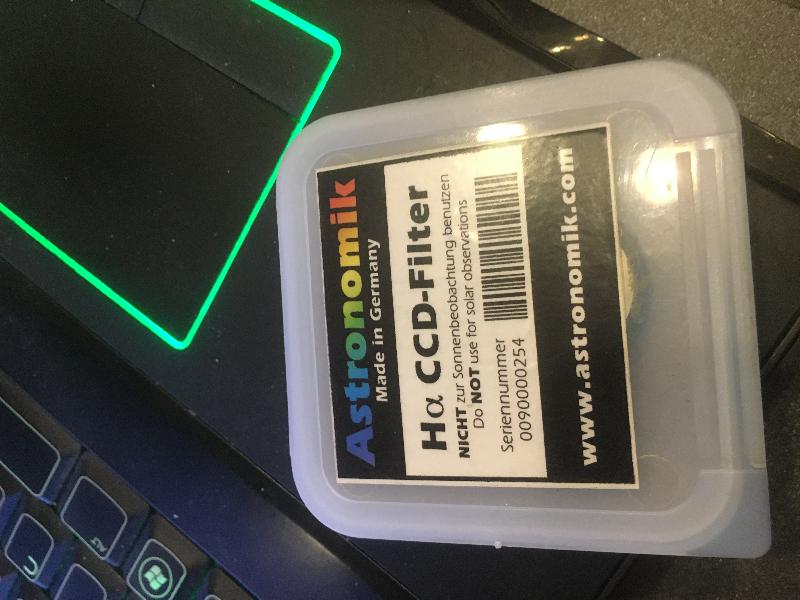 Astronomik
Made in Germany
Hα CCD-Filter
NICHT zur Sonnenbeobachtung benutzen
Do NOT use for solar observations
Seriennummer
0090000254
www.astronomik.com
ALT